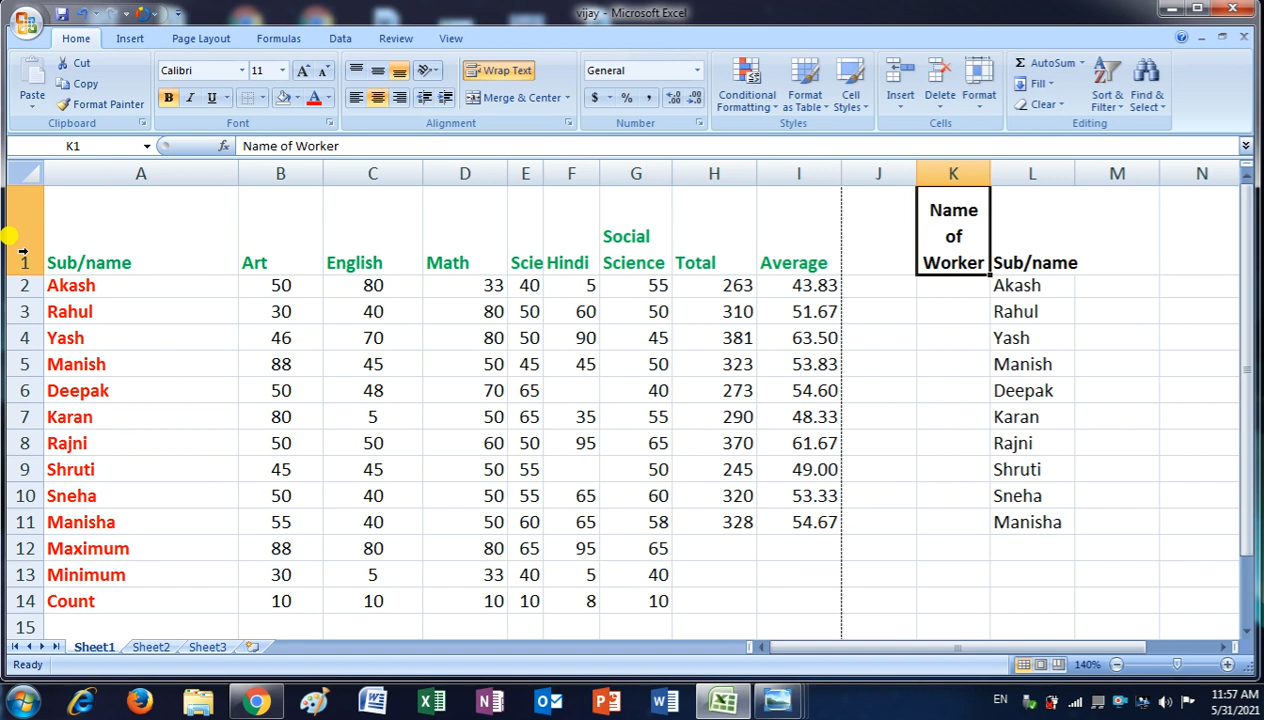 vijay - Microsoft Excel
Home Insert Page Layout Formulas Data Review View
Paste Cut Copy Format Painter Clipboard
Calibri 11 B I U A Font
Wrap Text Merge & Center Alignment
General $ % , Number
Conditional Formatting Format as Table Cell Styles Styles
Insert Delete Format Cells
Σ AutoSum Fill Clear Sort & Filter Find & Select Editing
K1 fx Name of Worker
A B C D E F G H I J K L M N
1 Sub/name Art English Math Scie Hindi Social Science Total Average Name of Worker Sub/name
2 Akash 50 80 33 40 5 55 263 43.83 Akash
3 Rahul 30 40 80 50 60 50 310 51.67 Rahul
4 Yash 46 70 80 50 90 45 381 63.50 Yash
5 Manish 88 45 50 45 45 50 323 53.83 Manish
6 Deepak 50 48 70 65 40 273 54.60 Deepak
7 Karan 80 5 50 65 35 55 290 48.33 Karan
8 Rajni 50 50 60 50 95 65 370 61.67 Rajni
9 Shruti 45 45 50 55 50 245 49.00 Shruti
10 Sneha 50 40 50 55 65 60 320 53.33 Sneha
11 Manisha 55 40 50 60 65 58 328 54.67 Manisha
12 Maximum 88 80 80 65 95 65
13 Minimum 30 5 33 40 5 40
14 Count 10 10 10 10 8 10
15
Sheet1 Sheet2 Sheet3
Ready 140%
EN 11:57 AM
5/31/2021